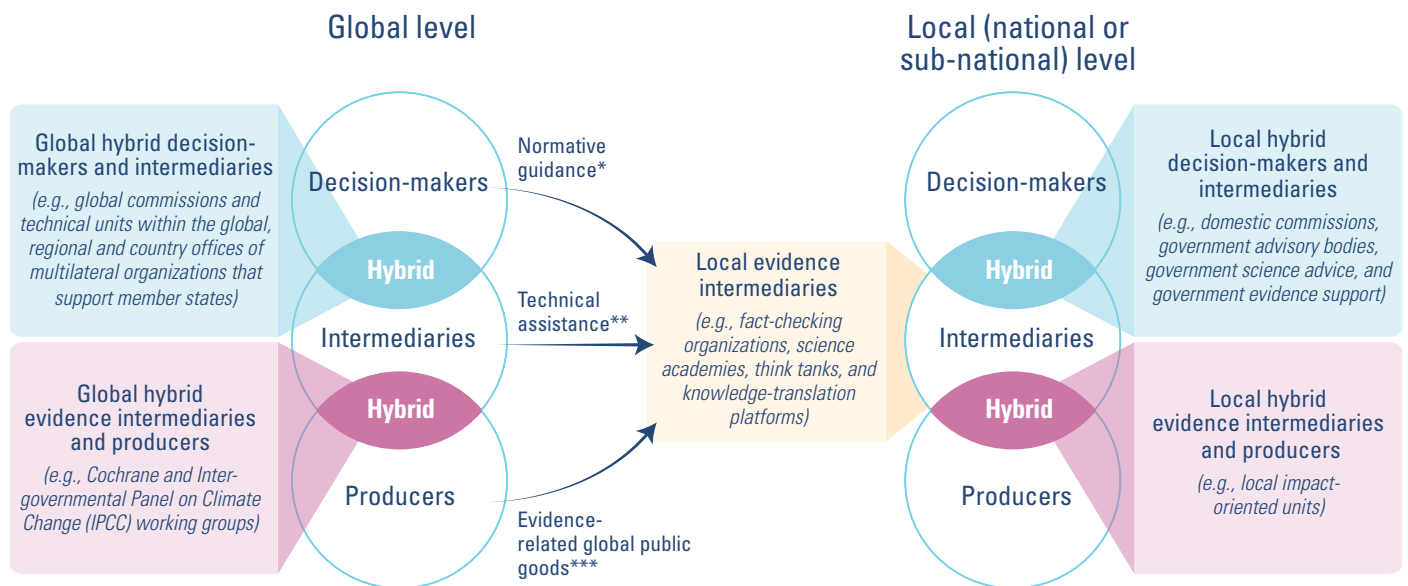 Global level
Local (national or
sub-national) level
Global hybrid decision-
makers and intermediaries
(e.g., global commissions and
technical units within the global,
regional and country offices of
multilateral organizations that
support member states)
Global hybrid
evidence intermediaries
and producers
(e.g., Cochrane and Inter-
governmental Panel on Climate
Change (IPCC) working groups)
Decision-makers
Hybrid
Intermediaries
Hybrid
Producers
Normative
guidance*
Technical
assistance**
Evidence-
related global public
goods***
Local evidence
intermediaries
(e.g., fact-checking
organizations, science
academies, think tanks, and
knowledge-translation
platforms)
Decision-makers
Hybrid
Intermediaries
Hybrid
Producers
Local hybrid
decision-makers and
intermediaries
(e.g., domestic commissions,
government advisory bodies,
government science advice, and
government evidence support)
Local hybrid
evidence intermediaries
and producers
(e.g., local impact-
oriented units)